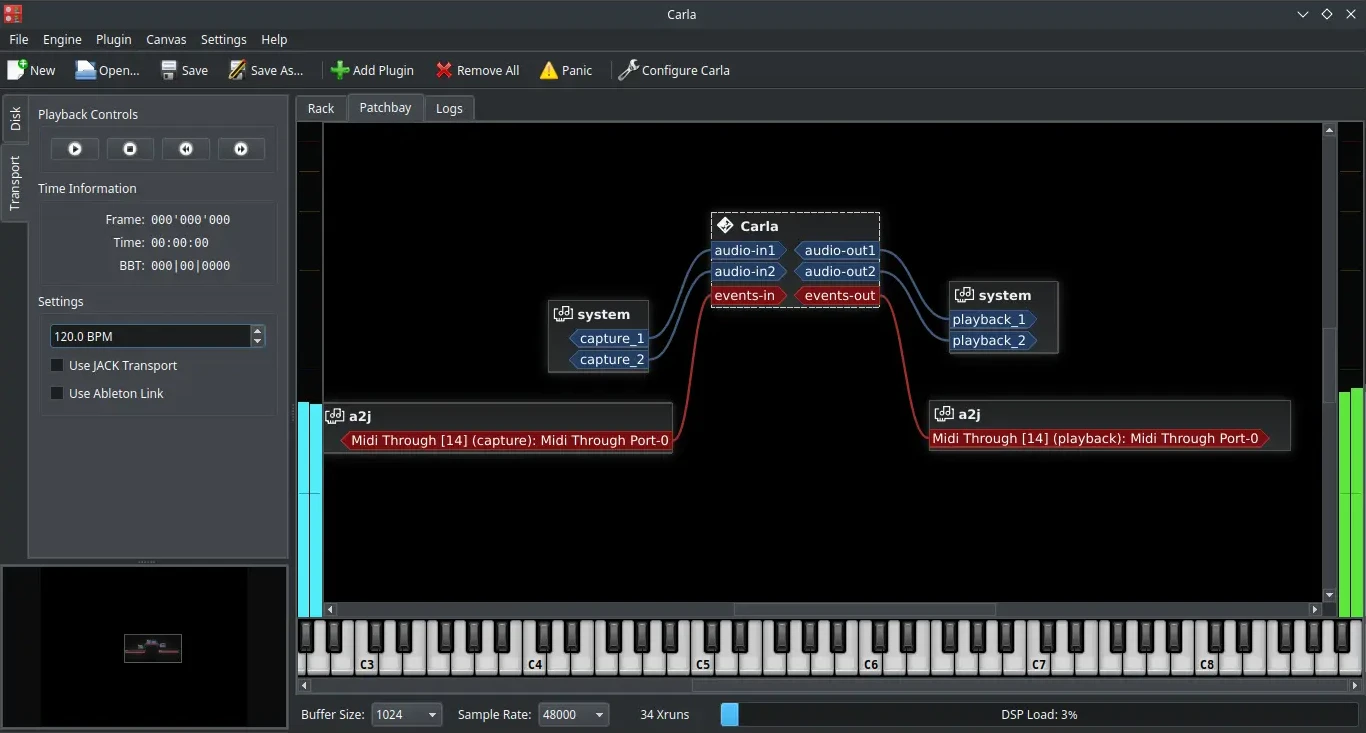 Carla
File Engine Plugin Canvas Settings Help
New Open... Save Save As... Add Plugin Remove All Panic Configure Carla
Disk
Transport
Playback Controls
Time Information
Frame: 000'000'000
Time: 00:00:00
BBT: 000|00|0000
Settings
120.0 BPM
Use JACK Transport
Use Ableton Link
Rack Patchbay Logs
Carla
audio-in1 audio-out1
audio-in2 audio-out2
events-in events-out
system
capture_1
capture_2
system
playback_1
playback_2
a2j
Midi Through [14] (capture): Midi Through Port-0
a2j
Midi Through [14] (playback): Midi Through Port-0
C3 C4 C5 C6 C7 C8
Buffer Size: 1024 Sample Rate: 48000 34 Xruns DSP Load: 3%